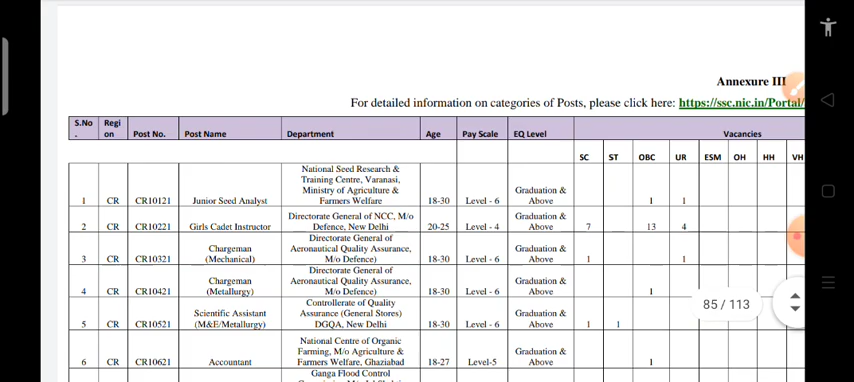 Annexure III
For detailed information on categories of Posts, please click here: https://ssc.nic.in/Portal/
S.No. Region Post No. Post Name Department Age Pay Scale EQ Level Vacancies
SC ST OBC UR ESM OH HH VH
1 CR CR10121 Junior Seed Analyst National Seed Research & Training Centre, Varanasi, Ministry of Agriculture & Farmers Welfare 18-30 Level - 6 Graduation & Above 1 1
2 CR CR10221 Girls Cadet Instructor Directorate General of NCC, M/o Defence, New Delhi 20-25 Level - 4 Graduation & Above 7 13 4
3 CR CR10321 Chargeman (Mechanical) Directorate General of Aeronautical Quality Assurance, M/o Defence) 18-30 Level - 6 Graduation & Above 1 1
4 CR CR10421 Chargeman (Metallurgy) Directorate General of Aeronautical Quality Assurance, M/o Defence) 18-30 Level - 6 Graduation & Above 1
5 CR CR10521 Scientific Assistant (M&E/Metallurgy) Controllerate of Quality Assurance (General Stores) DGQA, New Delhi 18-30 Level - 6 Graduation & Above 1 1
6 CR CR10621 Accountant National Centre of Organic Farming, M/o Agriculture & Farmers Welfare, Ghaziabad 18-27 Level-5 Graduation & Above 1
Ganga Flood Control
85 / 113